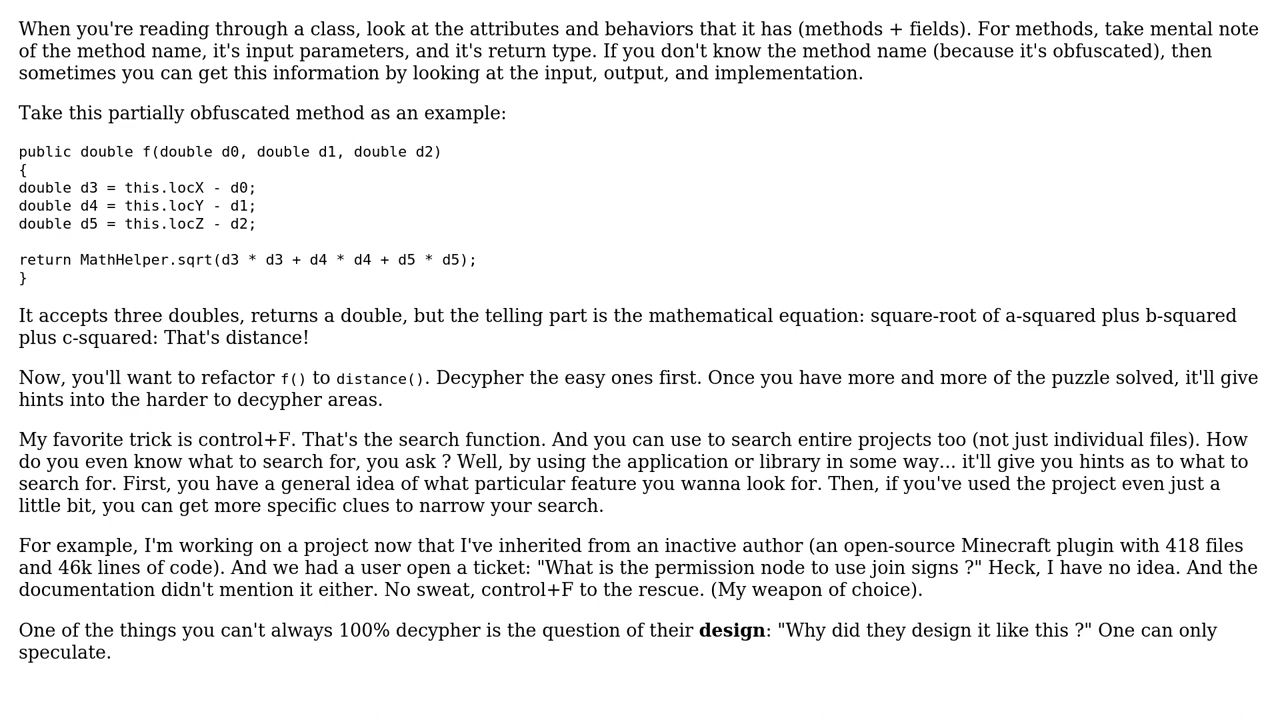 When you're reading through a class, look at the attributes and behaviors that it has (methods + fields). For methods, take mental note
of the method name, it's input parameters, and it's return type. If you don't know the method name (because it's obfuscated), then
sometimes you can get this information by looking at the input, output, and implementation.
Take this partially obfuscated method as an example:
public double f(double d0, double d1, double d2)
{
double d3 = this.locX - d0;
double d4 = this.locY - d1;
double d5 = this.locZ - d2;
return MathHelper.sqrt(d3 * d3 + d4 * d4 + d5 * d5);
}
It accepts three doubles, returns a double, but the telling part is the mathematical equation: square-root of a-squared plus b-squared
plus c-squared: That's distance!
Now, you'll want to refactor f() to distance(). Decypher the easy ones first. Once you have more and more of the puzzle solved, it'll give
hints into the harder to decypher areas.
My favorite trick is control+F. That's the search function. And you can use to search entire projects too (not just individual files). How
do you even know what to search for, you ask ? Well, by using the application or library in some way... it'll give you hints as to what to
search for. First, you have a general idea of what particular feature you wanna look for. Then, if you've used the project even just a
little bit, you can get more specific clues to narrow your search.
For example, I'm working on a project now that I've inherited from an inactive author (an open-source Minecraft plugin with 418 files
and 46k lines of code). And we had a user open a ticket: "What is the permission node to use join signs ?" Heck, I have no idea. And the
documentation didn't mention it either. No sweat, control+F to the rescue. (My weapon of choice).
One of the things you can't always 100% decypher is the question of their design: "Why did they design it like this ?" One can only
speculate.